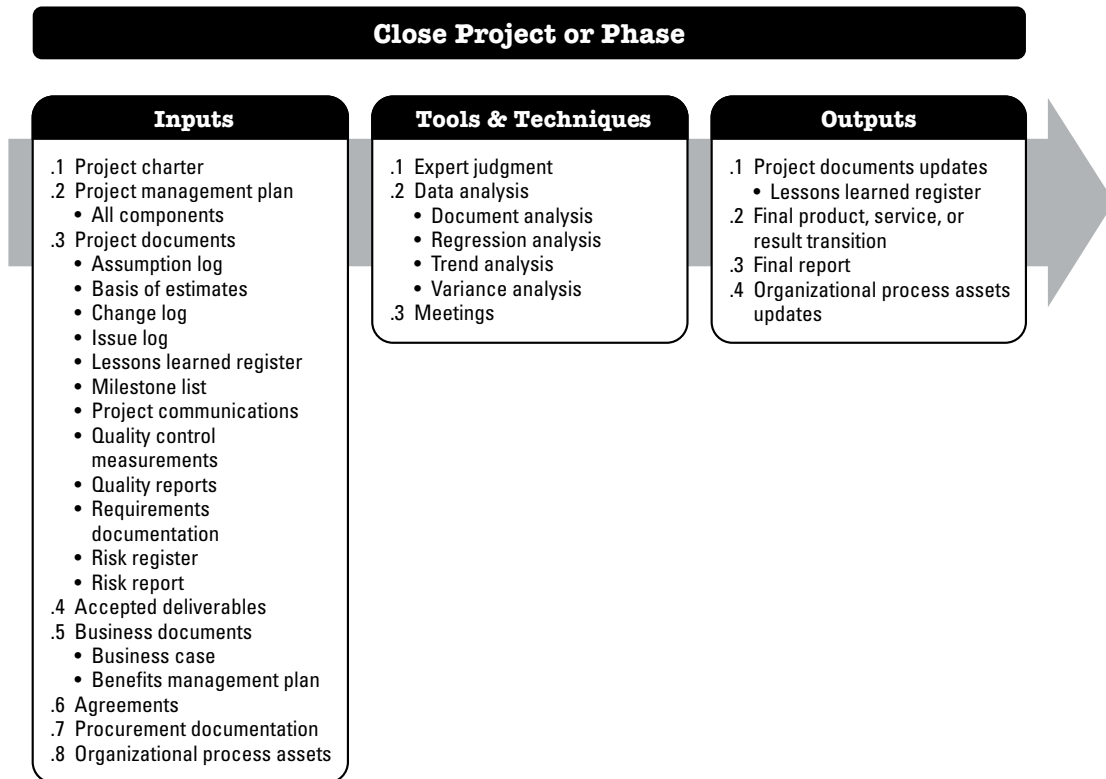 Close Project or Phase
Inputs
.1 Project charter
.2 Project management plan
• All components
.3 Project documents
• Assumption log
• Basis of estimates
• Change log
• Issue log
• Lessons learned register
• Milestone list
• Project communications
• Quality control
measurements
• Quality reports
• Requirements
documentation
• Risk register
• Risk report
.4 Accepted deliverables
.5 Business documents
• Business case
• Benefits management plan
.6 Agreements
.7 Procurement documentation
.8 Organizational process assets
Tools & Techniques
.1 Expert judgment
.2 Data analysis
• Document analysis
• Regression analysis
• Trend analysis
• Variance analysis
.3 Meetings
Outputs
.1 Project documents updates
• Lessons learned register
.2 Final product, service, or
result transition
.3 Final report
.4 Organizational process assets
updates